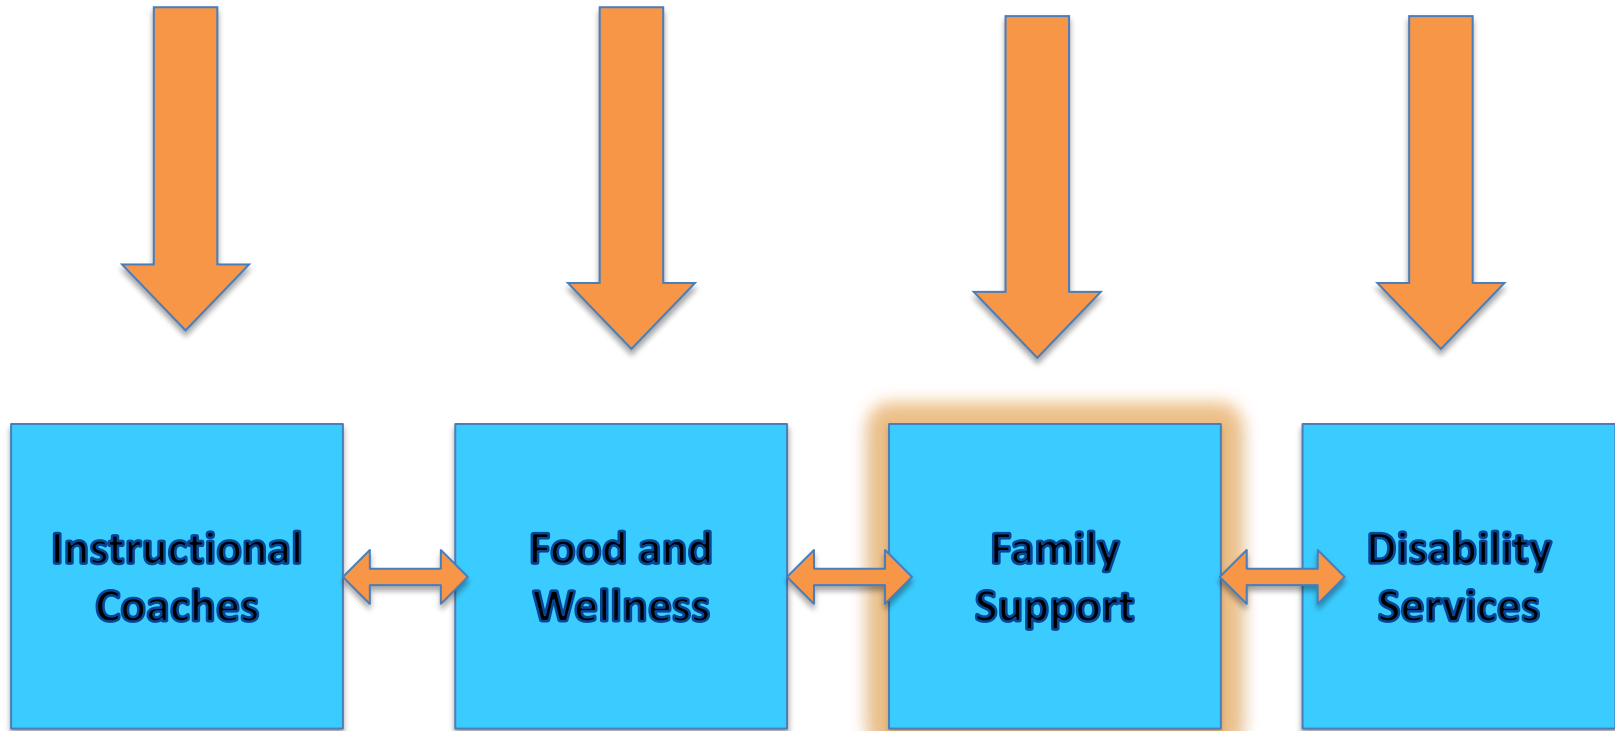 Instructional
Coaches
Food and
Wellness
Family
Support
Disability
Services